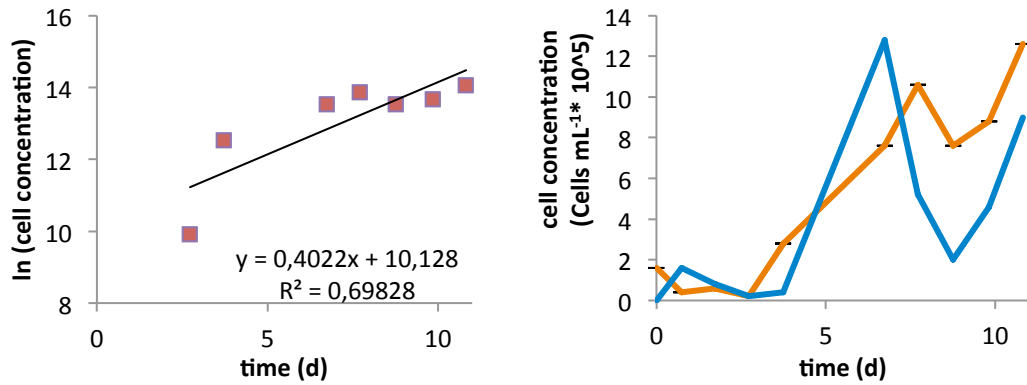 ln (cell concentration)
16
14
12
10
8
y = 0,4022x + 10,128
R² = 0,69828
0
5
10
time (d)
cell concentration
(Cells mL⁻¹* 10^5)
14
12
10
8
6
4
2
0
0
5
10
time (d)